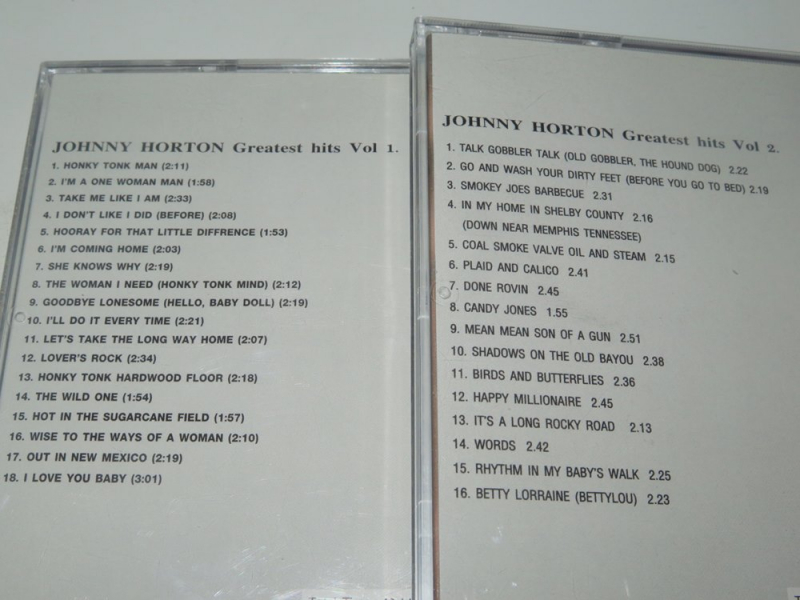 JOHNNY HORTON Greatest hits Vol 1.
1. HONKY TONK MAN (2:11)
2. I'M A ONE WOMAN MAN (1:58)
3. TAKE ME LIKE I AM (2:33)
4. I DON'T LIKE I DID (BEFORE) (2:08)
5. HOORAY FOR THAT LITTLE DIFFRENCE (1:53)
6. I'M COMING HOME (2:03)
7. SHE KNOWS WHY (2:19)
8. THE WOMAN I NEED (HONKY TONK MIND) (2:12)
9. GOODBYE LONESOME (HELLO, BABY DOLL) (2:19)
10. I'LL DO IT EVERY TIME (2:21)
11. LET'S TAKE THE LONG WAY HOME (2:07)
12. LOVER'S ROCK (2:34)
13. HONKY TONK HARDWOOD FLOOR (2:18)
14. THE WILD ONE (1:54)
15. HOT IN THE SUGARCANE FIELD (1:57)
16. WISE TO THE WAYS OF A WOMAN (2:10)
17. OUT IN NEW MEXICO (2:19)
18. I LOVE YOU BABY (3:01)
JOHNNY HORTON Greatest hits Vol 2.
1. TALK GOBBLER TALK (OLD GOBBLER, THE HOUND DOG) 2.22
2. GO AND WASH YOUR DIRTY FEET (BEFORE YOU GO TO BED) 2.19
3. SMOKEY JOES BARBECUE 2.31
4. IN MY HOME IN SHELBY COUNTY 2.16
(DOWN NEAR MEMPHIS TENNESSEE)
5. COAL SMOKE VALVE OIL AND STEAM 2.15
6. PLAID AND CALICO 2.41
7. DONE ROVIN 2.45
8. CANDY JONES 1.55
9. MEAN MEAN SON OF A GUN 2.51
10. SHADOWS ON THE OLD BAYOU 2.38
11. BIRDS AND BUTTERFLIES 2.36
12. HAPPY MILLIONAIRE 2.45
13. IT'S A LONG ROCKY ROAD 2.13
14. WORDS 2.42
15. RHYTHM IN MY BABY'S WALK 2.25
16. BETTY LORRAINE (BETTYLOU) 2.23